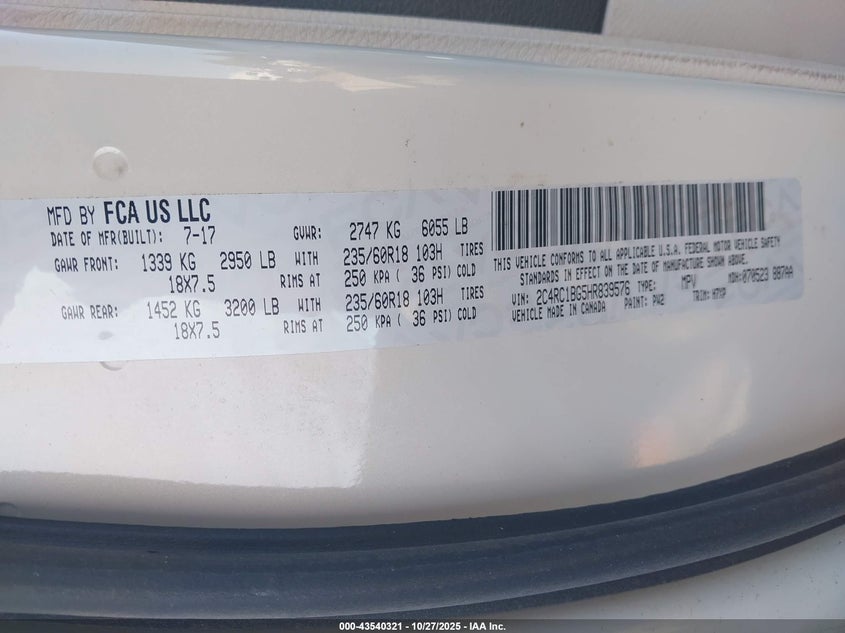 MFD BY FCA US LLC
DATE OF MFR(BUILT): 7-17 GVWR: 2747 KG 6055 LB
GAWR FRONT: 1339 KG 2950 LB WITH 235/60R18 103H TIRES
18X7.5 RIMS AT 250 KPA ( 36 PSI) COLD
GAWR REAR: 1452 KG 3200 LB WITH 235/60R18 103H TIRES
18X7.5 RIMS AT 250 KPA ( 36 PSI) COLD
THIS VEHICLE CONFORMS TO ALL APPLICABLE U.S.A. FEDERAL MOTOR VEHICLE SAFETY
STANDARDS IN EFFECT ON THE DATE OF MANUFACTURE SHOWN ABOVE.
VIN: 2C4RC1BG5HR839576 TYPE: MPV MDH: 070523 887AA
VEHICLE MADE IN CANADA PAINT: PW2 TRIM:
000-43540321 | 10/27/2025 - IAA Inc.